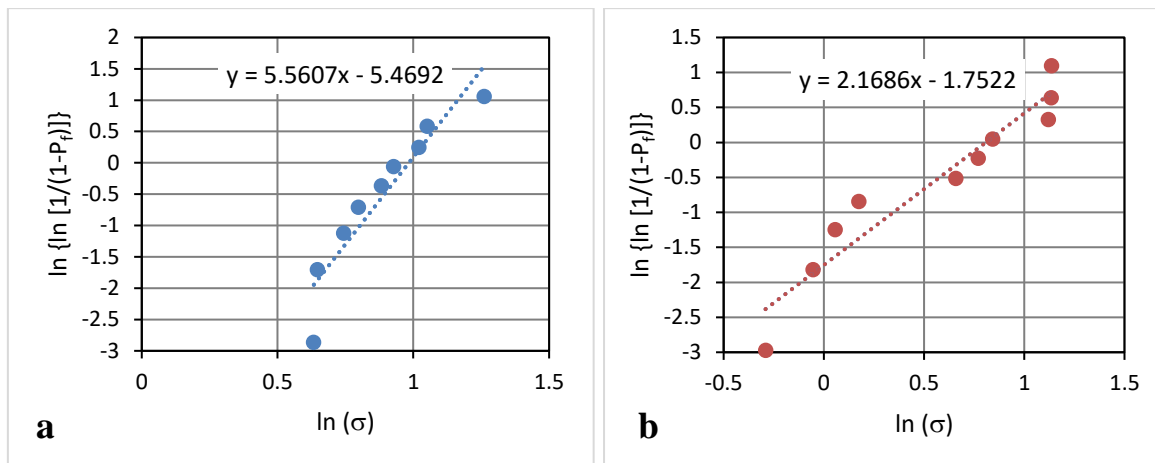 2
1.5
1
0.5
0
-0.5
-1
-1.5
-2
-2.5
-3
ln {ln [1/(1-Pf)]}
y = 5.5607x - 5.4692
0 0.5 1 1.5
ln (σ)
a
1.5
1
0.5
0
-0.5
-1
-1.5
-2
-2.5
-3
ln {ln [1/(1-Pf)]}
y = 2.1686x - 1.7522
-0.5 0 0.5 1 1.5
ln (σ)
b